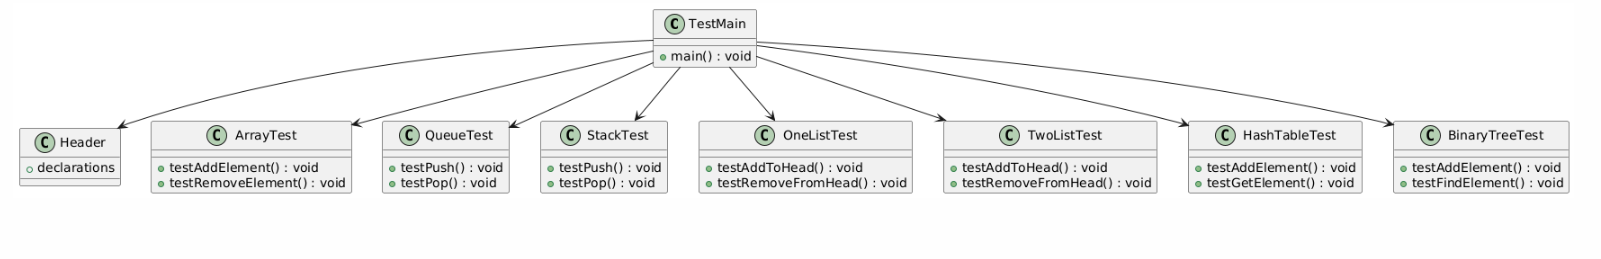 C TestMain
main() : void
C Header
declarations
C ArrayTest
testAddElement() : void
testRemoveElement() : void
C QueueTest
testPush() : void
testPop() : void
C StackTest
testPush() : void
testPop() : void
C OneListTest
testAddToHead() : void
testRemoveFromHead() : void
C TwoListTest
testAddToHead() : void
testRemoveFromHead() : void
C HashTableTest
testAddElement() : void
testGetElement() : void
C BinaryTreeTest
testAddElement() : void
testFindElement() : void